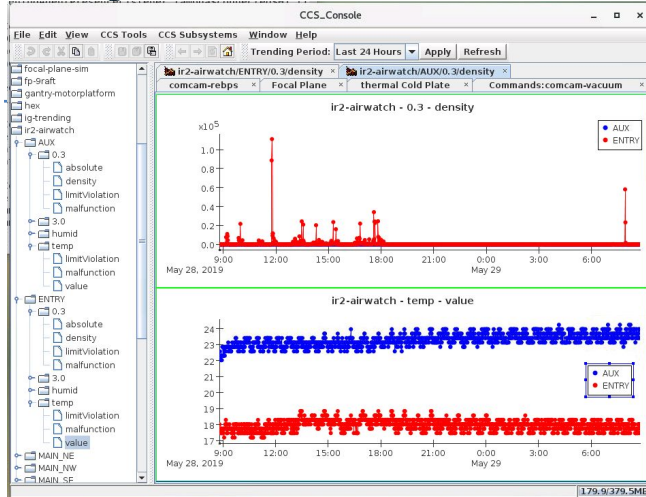 CCS_Console
File Edit View CCS Tools CCS Subsystems Window Help
Trending Period: Last 24 Hours Apply Refresh
focal-plane-sim
fp-9raft
gantry-motorplatform
hex
ig-trending
ir2-airwatch
AUX
0.3
absolute
density
limitViolation
malfunction
3.0
humid
temp
limitViolation
malfunction
value
ENTRY
0.3
absolute
density
limitViolation
malfunction
3.0
humid
temp
limitViolation
malfunction
value
MAIN_NE
MAIN_NW
MAIN_SE
ir2-airwatch/ENTRY/0.3/density × ir2-airwatch/AUX/0.3/density ×
comcam-rebps × Focal Plane × thermal Cold Plate × Commands:comcam-vacuum ×
ir2-airwatch - 0.3 - density
x10⁵
1.0
0.8
0.6
0.4
0.2
0.0
AUX
ENTRY
9:00 12:00 15:00 18:00 21:00 0:00 3:00 6:00
May 28, 2019 May 29
ir2-airwatch - temp - value
24
23
22
21
20
19
18
17
AUX
ENTRY
9:00 12:00 15:00 18:00 21:00 0:00 3:00 6:00
May 28, 2019 May 29
179.9/379.5MB